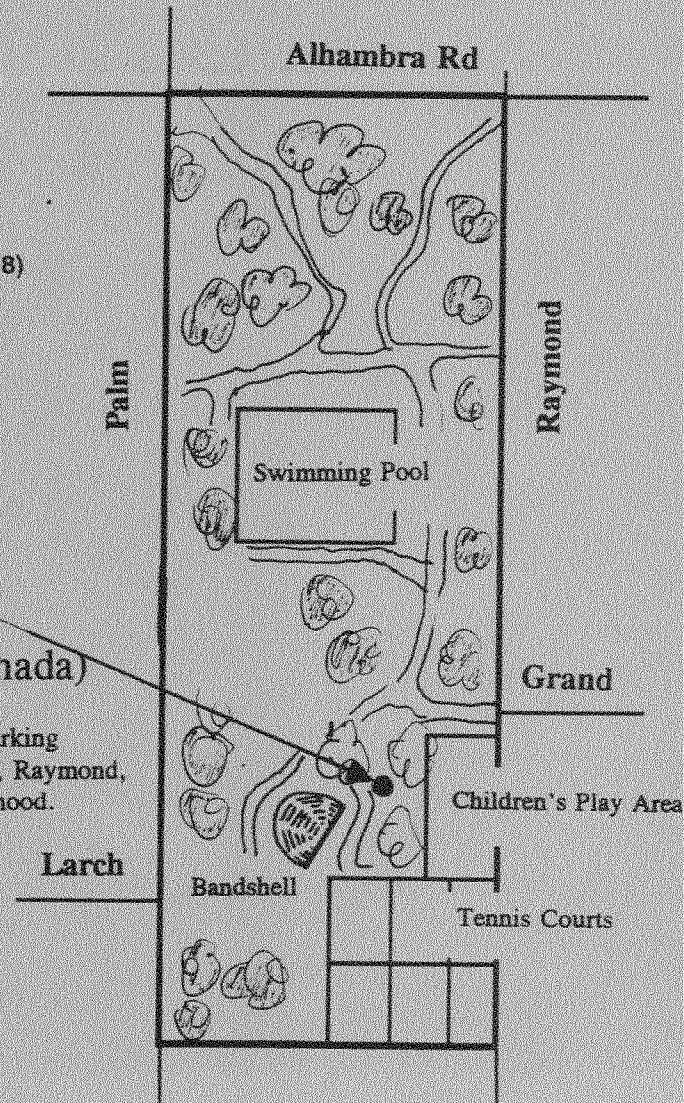 Alhambra Rd
8)
Palm
Raymond
Swimming Pool
nada)
Grand
rking
, Raymond,
hood.
Children's Play Area
Larch
Bandshell
Tennis Courts